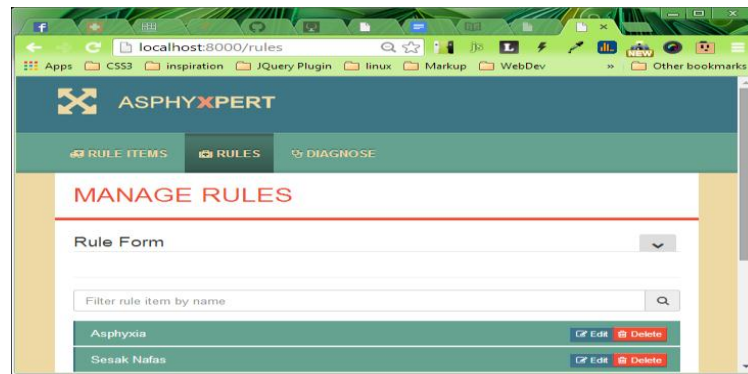 localhost:8000/rules
Apps CSS3 inspiration JQuery Plugin linux Markup WebDev » Other bookmarks
ASPHYXPERT
RULE ITEMS RULES DIAGNOSE
MANAGE RULES
Rule Form
Filter rule item by name
Asphyxia Edit Delete
Sesak Nafas Edit Delete